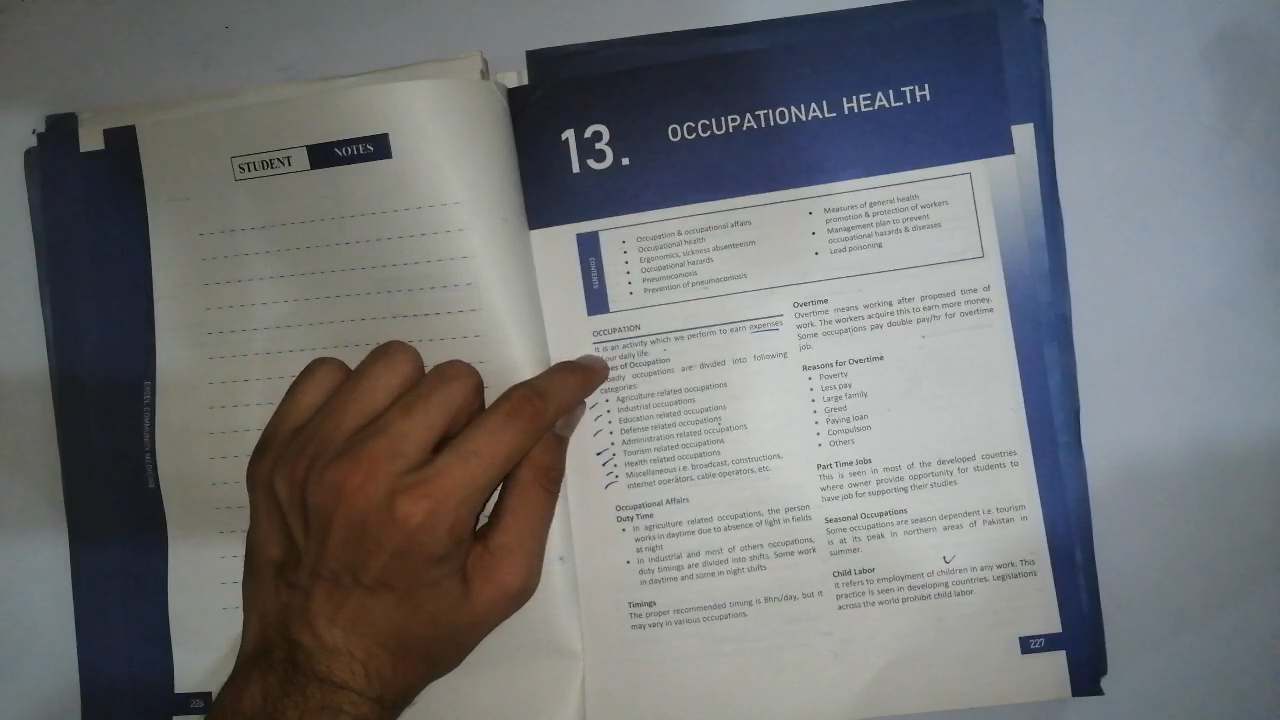 STUDENT NOTES
EXCEL COMMUNITY MEDICINE
226
13. OCCUPATIONAL HEALTH
CONTENTS
• Occupation & occupational affairs
• Occupational health
• Ergonomics, sickness absenteeism
• Occupational hazards
• Pneumoconiosis
• Prevention of pneumoconiosis
• Measures of general health
promotion & protection of workers
• Management plan to prevent
occupational hazards & diseases
• Lead poisoning
OCCUPATION
It is an activity which we perform to earn expenses
our daily life.
of Occupation
occupations are divided into following
categories:
• Agriculture related occupations
• Industrial occupations
• Education related occupations
• Defense related occupations
• Administration related occupations
• Tourism related occupations
• Health related occupations
• Miscellaneous i.e. broadcast, constructions,
internet operators, cable operators, etc.
Occupational Affairs
Duty Time
• In agriculture related occupations, the person
works in daytime due to absence of light in fields
at night
• In industrial and most of others occupations,
duty timings are divided into shifts. Some work
in daytime and some in night shifts
Timings
The proper recommended timing is 8hrs/day, but it
may vary in various occupations.
Overtime
Overtime means working after proposed time of
work. The workers acquire this to earn more money.
Some occupations pay double pay/hr for overtime
job.
Reasons for Overtime
• Poverty
• Less pay
• Large family
• Greed
• Paying loan
• Compulsion
• Others
Part Time Jobs
This is seen in most of the developed countries
where owner provide opportunity for students to
have job for supporting their studies.
Seasonal Occupations
Some occupations are season dependent i.e. tourism
is at its peak in northern areas of Pakistan in
summer.
Child Labor
It refers to employment of children in any work. This
practice is seen in developing countries. Legislations
across the world prohibit child labor.
227